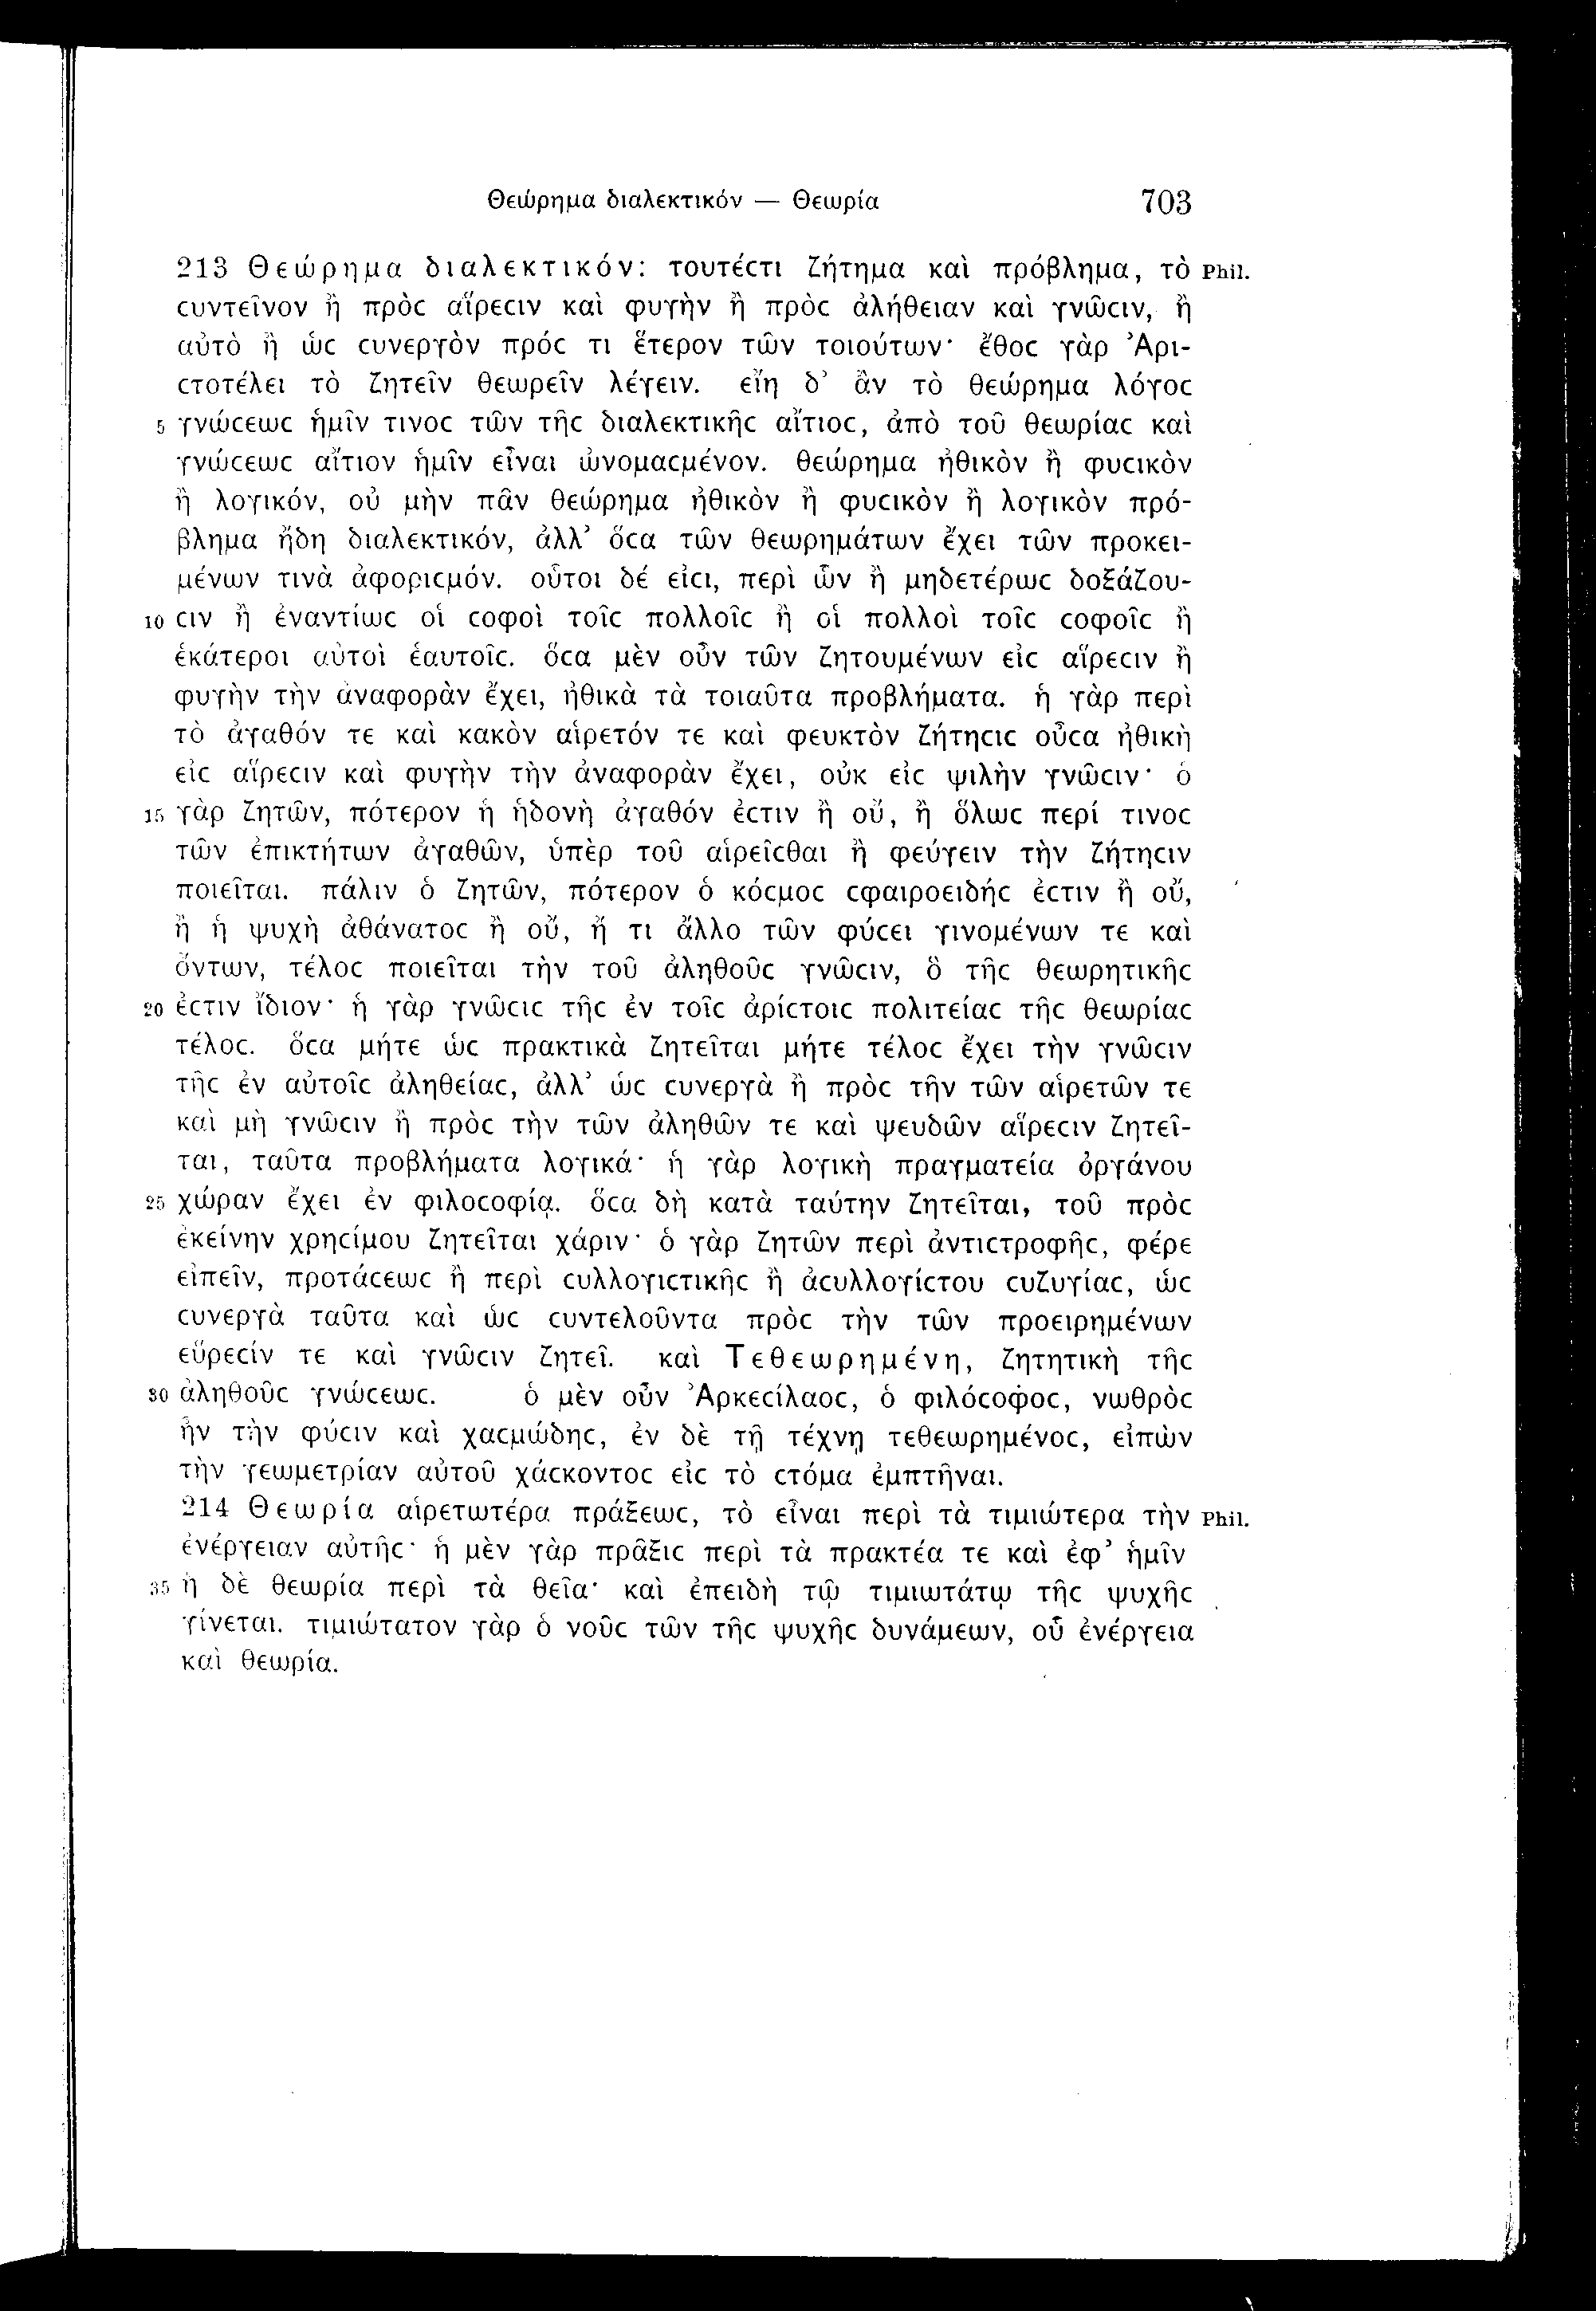 Θεώρημα διαλεκτικόν — Θεωρία 703
213 Θεώρημα διαλεκτικόν: τουτέϲτι ζήτημα καὶ πρόβλημα, τὸ Phil.
ϲυντεῖνον ἢ πρὸϲ αἵρεϲιν καὶ φυγὴν ἢ πρὸϲ ἀλήθειαν καὶ γνῶϲιν, ἢ
αὐτὸ ἢ ὡϲ ϲυνεργὸν πρόϲ τι ἕτερον τῶν τοιούτων· ἔθοϲ γὰρ Ἀρι-
ϲτοτέλει τὸ ζητεῖν θεωρεῖν λέγειν. εἴη δ’ ἂν τὸ θεώρημα λόγοϲ
5 γνώϲεωϲ ἡμῖν τινοϲ τῶν τῆϲ διαλεκτικῆϲ αἴτιοϲ, ἀπὸ τοῦ θεωρίαϲ καὶ
γνώϲεωϲ αἴτιον ἡμῖν εἶναι ὠνομαϲμένον. θεώρημα ἠθικὸν ἢ φυϲικὸν
ἢ λογικόν, οὐ μὴν πᾶν θεώρημα ἠθικὸν ἢ φυϲικὸν ἢ λογικὸν πρό-
βλημα ἤδη διαλεκτικόν, ἀλλ’ ὅϲα τῶν θεωρημάτων ἔχει τῶν προκει-
μένων τινὰ ἀφοριϲμόν. οὗτοι δέ εἰϲι, περὶ ὧν ἢ μηδετέρωϲ δοξάζου-
10 ϲιν ἢ ἐναντίωϲ οἱ ϲοφοὶ τοῖϲ πολλοῖϲ ἢ οἱ πολλοὶ τοῖϲ ϲοφοῖϲ ἢ
ἑκάτεροι αὐτοὶ ἑαυτοῖϲ. ὅϲα μὲν οὖν τῶν ζητουμένων εἰϲ αἵρεϲιν ἢ
φυγὴν τὴν ἀναφορὰν ἔχει, ἠθικὰ τὰ τοιαῦτα προβλήματα. ἡ γὰρ περὶ
τὸ ἀγαθόν τε καὶ κακὸν αἱρετόν τε καὶ φευκτὸν ζήτηϲιϲ οὖϲα ἠθικὴ
εἰϲ αἵρεϲιν καὶ φυγὴν τὴν ἀναφορὰν ἔχει, οὐκ εἰϲ ψιλὴν γνῶϲιν· ὁ
15 γὰρ ζητῶν, πότερον ἡ ἡδονὴ ἀγαθόν ἐϲτιν ἢ οὔ, ἢ ὅλωϲ περί τινοϲ
τῶν ἐπικτήτων ἀγαθῶν, ὑπὲρ τοῦ αἱρεῖϲθαι ἢ φεύγειν τὴν ζήτηϲιν
ποιεῖται. πάλιν ὁ ζητῶν, πότερον ὁ κόϲμοϲ ϲφαιροειδήϲ ἐϲτιν ἢ οὔ,
ἢ ἡ ψυχὴ ἀθάνατοϲ ἢ οὔ, ἤ τι ἄλλο τῶν φύϲει γινομένων τε καὶ
ὄντων, τέλοϲ ποιεῖται τὴν τοῦ ἀληθοῦϲ γνῶϲιν, ὃ τῆϲ θεωρητικῆϲ
20 ἐϲτιν ἴδιον· ἡ γὰρ γνῶϲιϲ τῆϲ ἐν τοῖϲ ἀρίϲτοιϲ πολιτείαϲ τῆϲ θεωρίαϲ
τέλοϲ. ὅϲα μήτε ὡϲ πρακτικὰ ζητεῖται μήτε τέλοϲ ἔχει τὴν γνῶϲιν
τῆϲ ἐν αὐτοῖϲ ἀληθείαϲ, ἀλλ’ ὡϲ ϲυνεργὰ ἢ πρὸϲ τὴν τῶν αἱρετῶν τε
καὶ μὴ γνῶϲιν ἢ πρὸϲ τὴν τῶν ἀληθῶν τε καὶ ψευδῶν αἵρεϲιν ζητεῖ-
ται, ταῦτα προβλήματα λογικά· ἡ γὰρ λογικὴ πραγματεία ὀργάνου
25 χώραν ἔχει ἐν φιλοϲοφίᾳ. ὅϲα δὴ κατὰ ταύτην ζητεῖται, τοῦ πρὸϲ
ἐκείνην χρηϲίμου ζητεῖται χάριν· ὁ γὰρ ζητῶν περὶ ἀντιϲτροφῆϲ, φέρε
εἰπεῖν, προτάϲεωϲ ἢ περὶ ϲυλλογιϲτικῆϲ ἢ ἀϲυλλογίϲτου ϲυζυγίαϲ, ὡϲ
ϲυνεργὰ ταῦτα καὶ ὡϲ ϲυντελοῦντα πρὸϲ τὴν τῶν προειρημένων
εὕρεϲίν τε καὶ γνῶϲιν ζητεῖ. καὶ Τεθεωρημένη, ζητητικὴ τῆϲ
30 ἀληθοῦϲ γνώϲεωϲ. ὁ μὲν οὖν Ἀρκεϲίλαοϲ, ὁ φιλόϲοφοϲ, νωθρὸϲ
ἦν τὴν φύϲιν καὶ χαϲμώδηϲ, ἐν δὲ τῇ τέχνῃ τεθεωρημένοϲ, εἰπὼν
τὴν γεωμετρίαν αὐτοῦ χάϲκοντοϲ εἰϲ τὸ ϲτόμα ἐμπτῆναι.
214 Θεωρία αἱρετωτέρα πράξεωϲ, τὸ εἶναι περὶ τὰ τιμιώτερα τὴν Phil.
ἐνέργειαν αὐτῆϲ· ἡ μὲν γὰρ πρᾶξιϲ περὶ τὰ πρακτέα τε καὶ ἐφ’ ἡμῖν
35 ἡ δὲ θεωρία περὶ τὰ θεῖα· καὶ ἐπειδὴ τῷ τιμιωτάτῳ τῆϲ ψυχῆϲ
γίνεται. τιμιώτατον γὰρ ὁ νοῦϲ τῶν τῆϲ ψυχῆϲ δυνάμεων, οὗ ἐνέργεια
καὶ θεωρία.